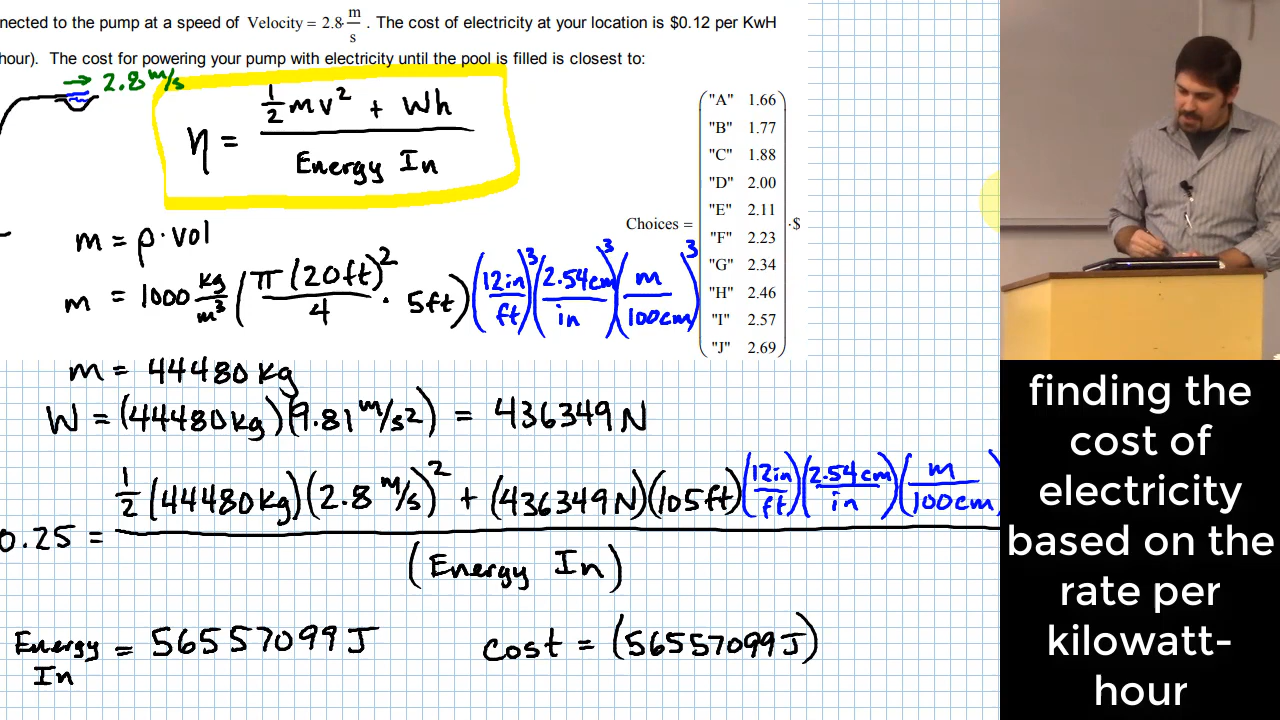 nected to the pump at a speed of Velocity = 2.8·m/s . The cost of electricity at your location is $0.12 per KwH
hour). The cost for powering your pump with electricity until the pool is filled is closest to:
→ 2.8 m/s
η = (1/2 mv² + Wh) / Energy In
Choices =
"A" 1.66
"B" 1.77
"C" 1.88
"D" 2.00
"E" 2.11
"F" 2.23
"G" 2.34
"H" 2.46
"I" 2.57
"J" 2.69
·$
m = ρ·vol
m = 1000 kg/m³ (π(20ft)²/4 · 5ft)(12in/ft)³(2.54cm/in)³(m/100cm)³
m = 44480 kg
W = (44480kg)(9.81 m/s²) = 436349 N
0.25 = (1/2 (44480kg)(2.8 m/s)² + (436349N)(105ft)(12in/ft)(2.54cm/in)(m/100cm) / (Energy In)
Energy In = 56557099 J
cost = (56557099J)
finding the
cost of
electricity
based on the
rate per
kilowatt-
hour